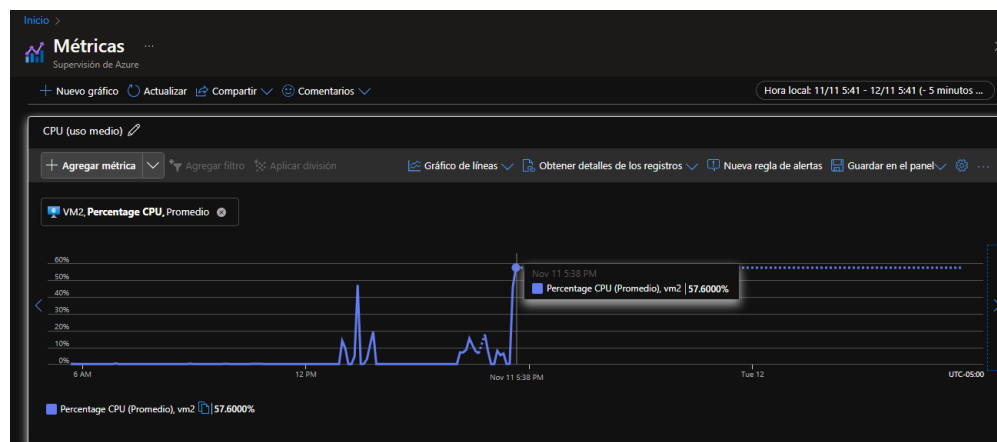 Inicio >
Métricas ...
Supervisión de Azure
+ Nuevo gráfico Actualizar Compartir Comentarios
Hora local: 11/11 5:41 - 12/11 5:41 (- 5 minutos ...)
CPU (uso medio)
+ Agregar métrica Agregar filtro Aplicar división Gráfico de líneas Obtener detalles de los registros Nueva regla de alertas Guardar en el panel ...
VM2, Percentage CPU, Promedio
60%
50%
40%
30%
20%
10%
0%
Nov 11 5:38 PM
Percentage CPU (Promedio), vm2 | 57.6000%
6 AM 12 PM Nov 11 5:38 PM Tue 12 UTC-05:00
Percentage CPU (Promedio), vm2 | 57.6000%